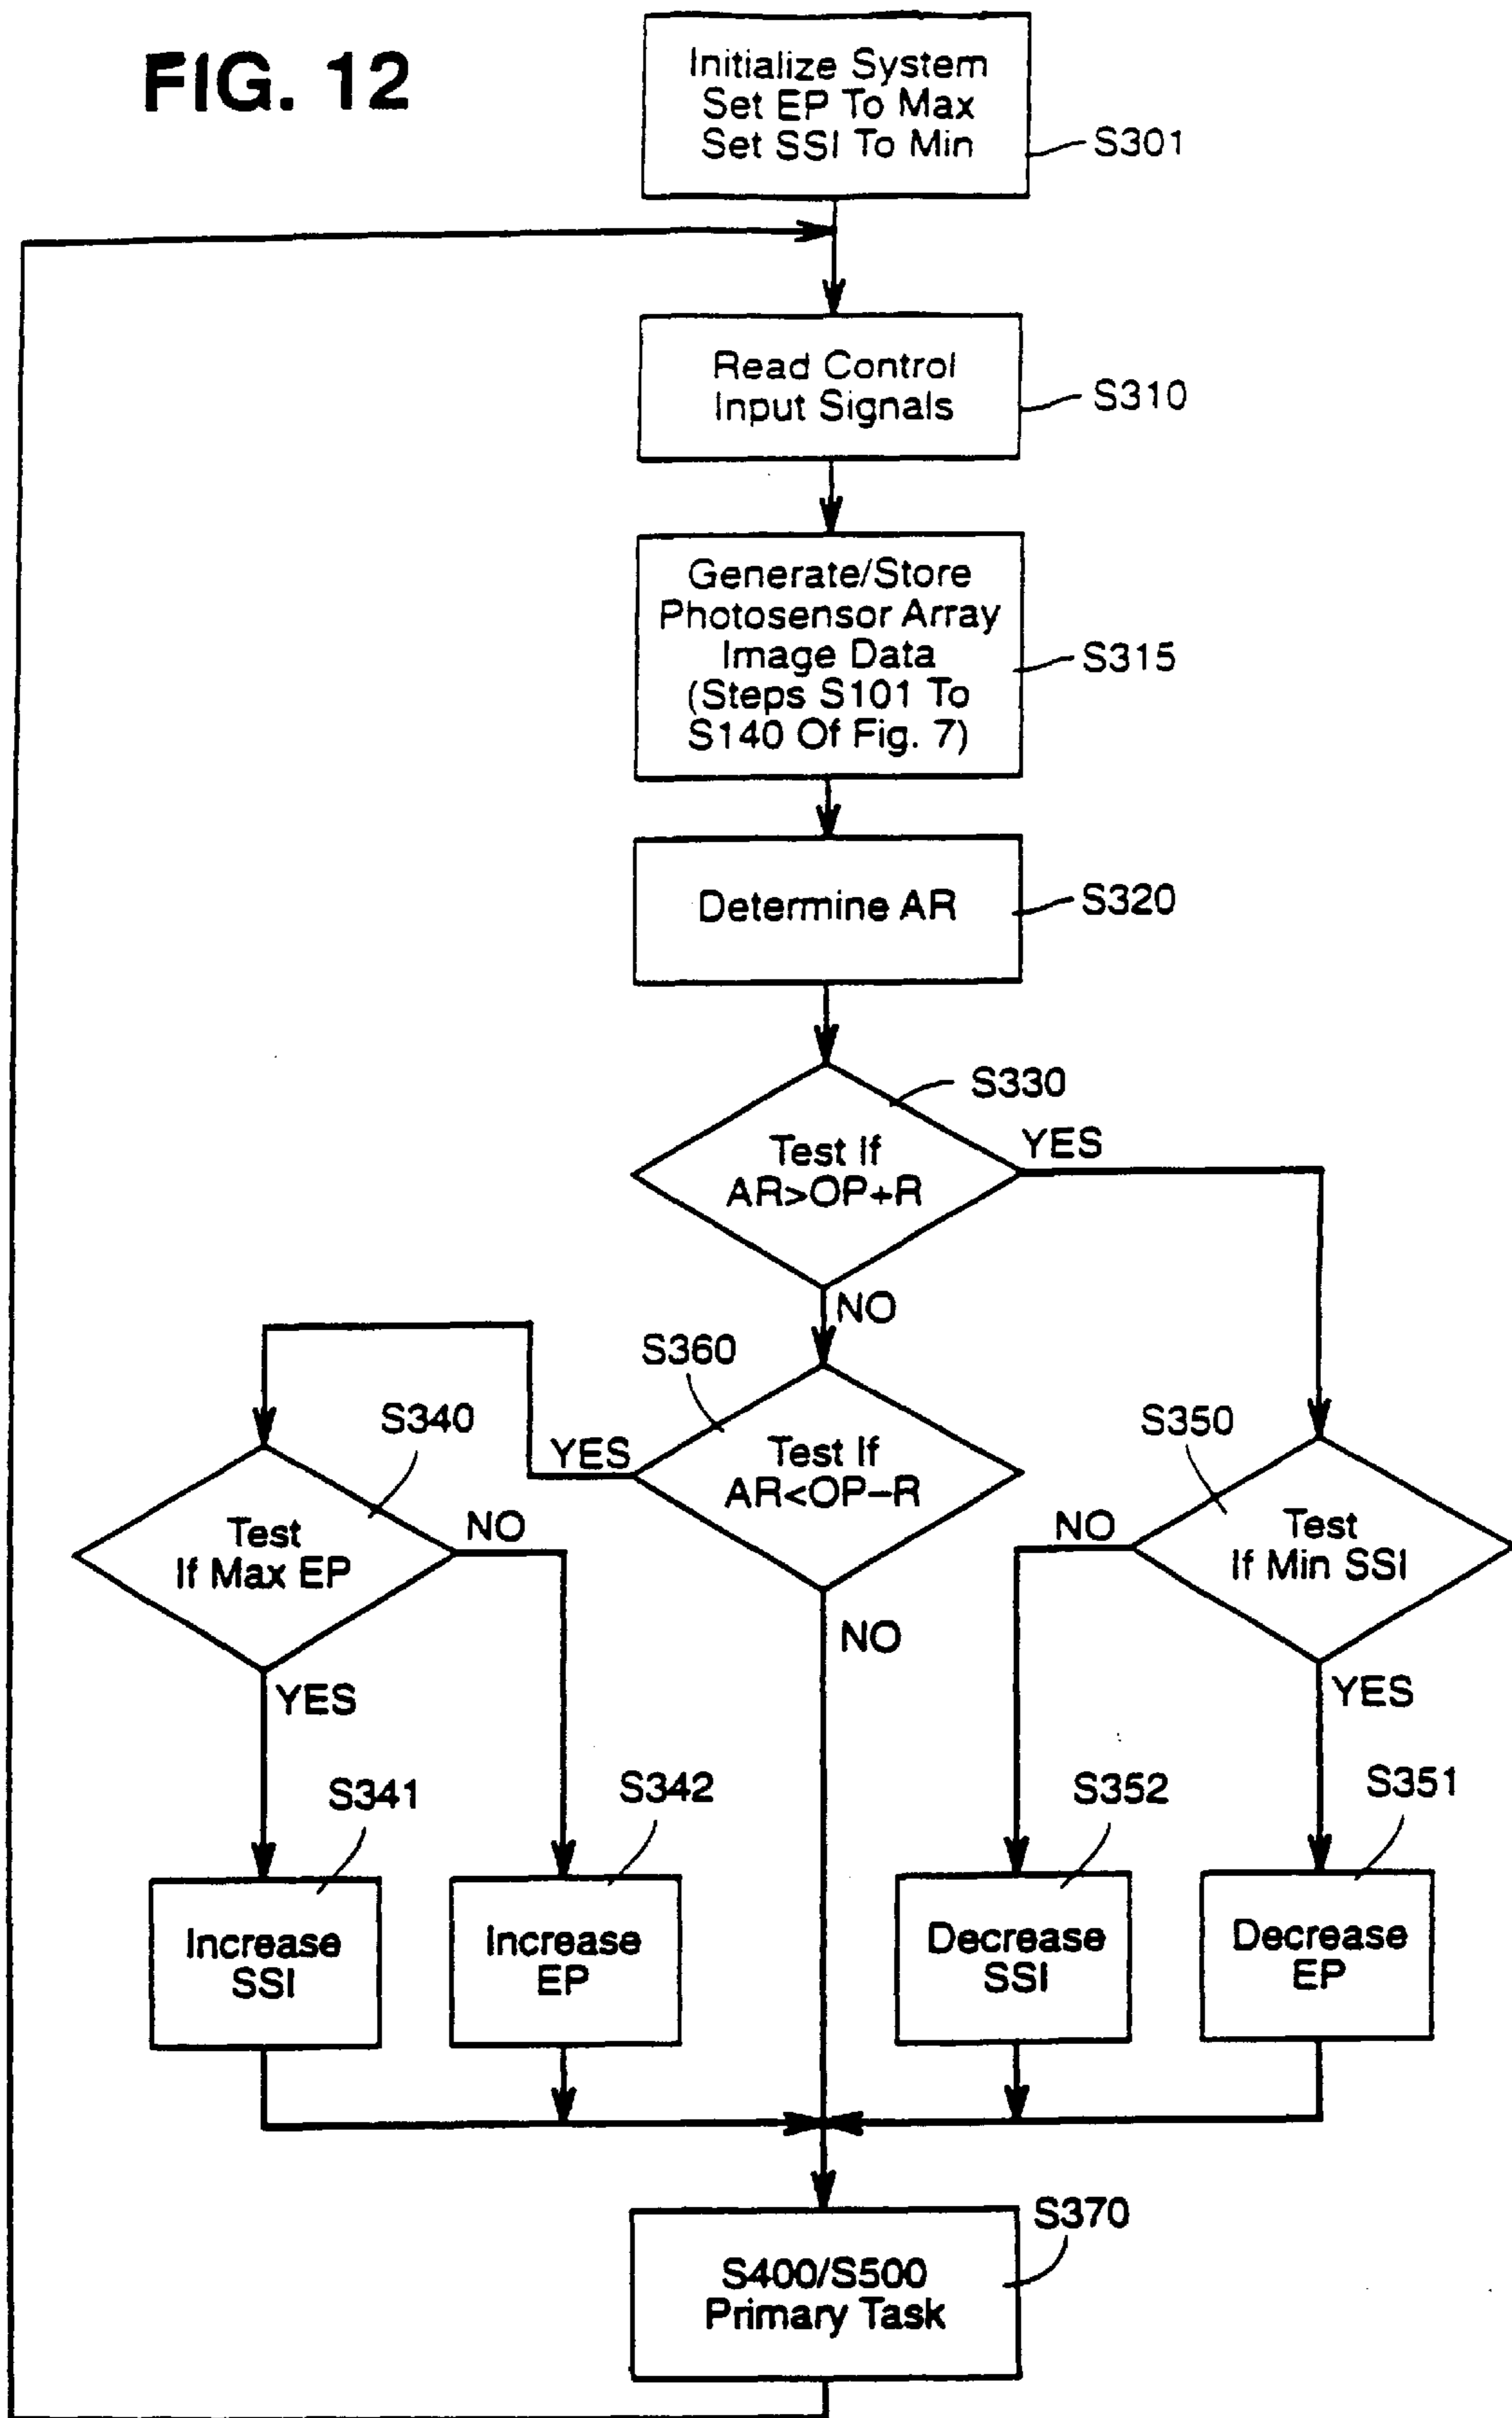 FIG. 12
Initialize System
Set EP To Max
Set SSI To Min
S301
Read Control
Input Signals
S310
Generate/Store
Photosensor Array
Image Data
(Steps S101 To
S140 Of Fig. 7)
S315
Determine AR
S320
S330
Test If
AR>OP+R
YES
NO
S360
Test If
AR<OP–R
YES
NO
S340
Test
If Max EP
NO
YES
S350
Test
If Min SSI
NO
YES
S341
Increase
SSI
S342
Increase
EP
S352
Decrease
SSI
S351
Decrease
EP
S370
S400/S500
Primary Task